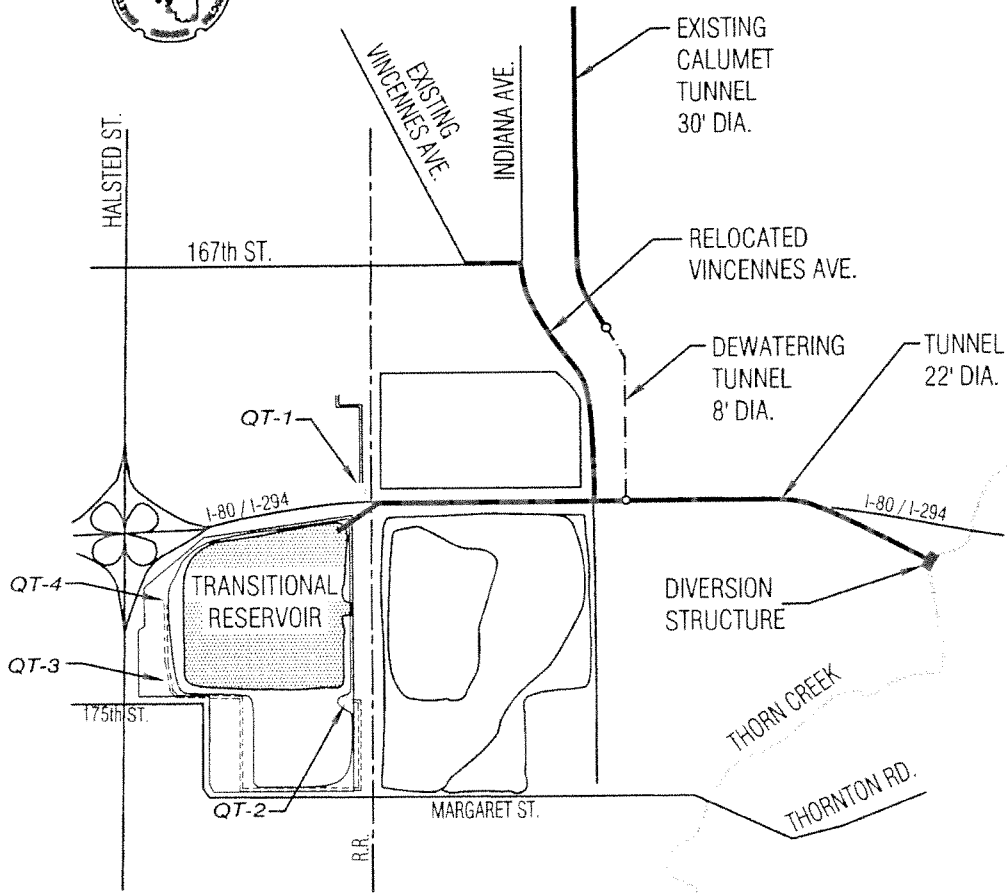 EXISTING
CALUMET
TUNNEL
30' DIA.
EXISTING
VINCENNES AVE.
INDIANA AVE.
HALSTED ST.
167th ST.
RELOCATED
VINCENNES AVE.
DEWATERING
TUNNEL
8' DIA.
TUNNEL
22' DIA.
QT-1
I-80 / I-294
I-80 / I-294
QT-4
TRANSITIONAL
RESERVOIR
DIVERSION
STRUCTURE
QT-3
175th ST.
THORN CREEK
QT-2
MARGARET ST.
THORNTON RD.
R.R.